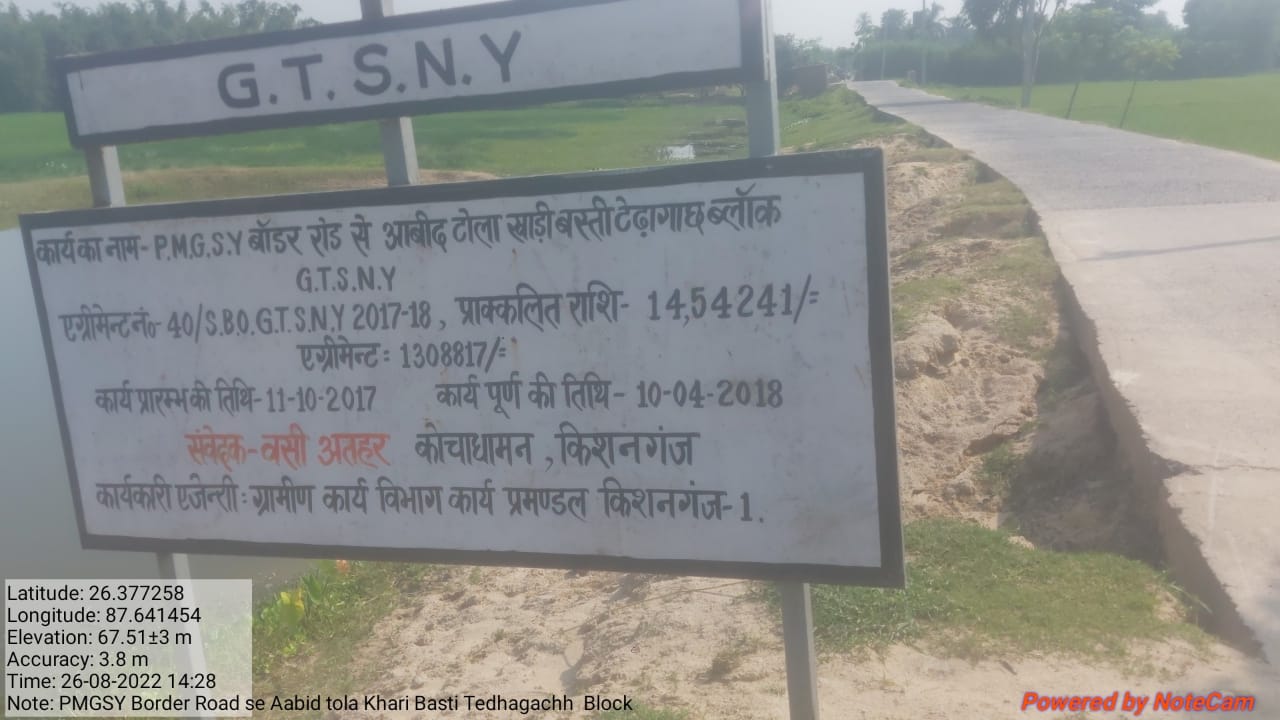 G.T.S.N.Y
कार्य का नाम- P.M.G.S.Y बॉडर रोड से आबीद टोला खाड़ी बस्ती टेढ़ागाछ ब्लॉक
G.T.S.N.Y
एग्रीमेन्ट नं०- 40/S.B.O.G.T.S.N.Y 2017-18, प्राक्कलित राशि- 14,54241/=
एग्रीमेन्ट: 1308817/=
कार्य प्रारम्भ की तिथि-11-10-2017 कार्य पूर्ण की तिथि- 10-04-2018
संवेदक-वसी अतहर कोचाधामन, किशनगंज
कार्यकारी एजेन्सी: ग्रामीण कार्य विभाग कार्य प्रमण्डल किशनगंज-1.
Latitude: 26.377258
Longitude: 87.641454
Elevation: 67.51±3 m
Accuracy: 3.8 m
Time: 26-08-2022 14:28
Note: PMGSY Border Road se Aabid tola Khari Basti Tedhagachh Block
Powered by NoteCam